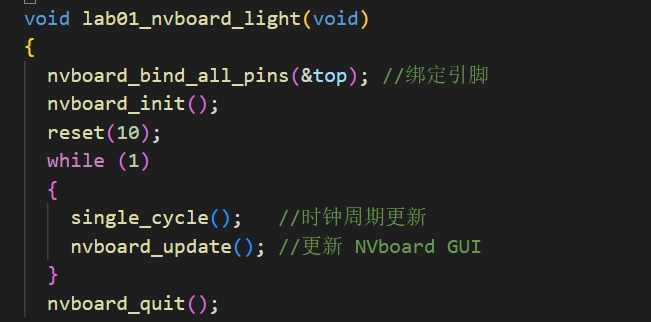 void lab01_nvboard_light(void)
{
nvboard_bind_all_pins(&top); //绑定引脚
nvboard_init();
reset(10);
while (1)
{
single_cycle(); //时钟周期更新
nvboard_update(); //更新 NVboard GUI
}
nvboard_quit();